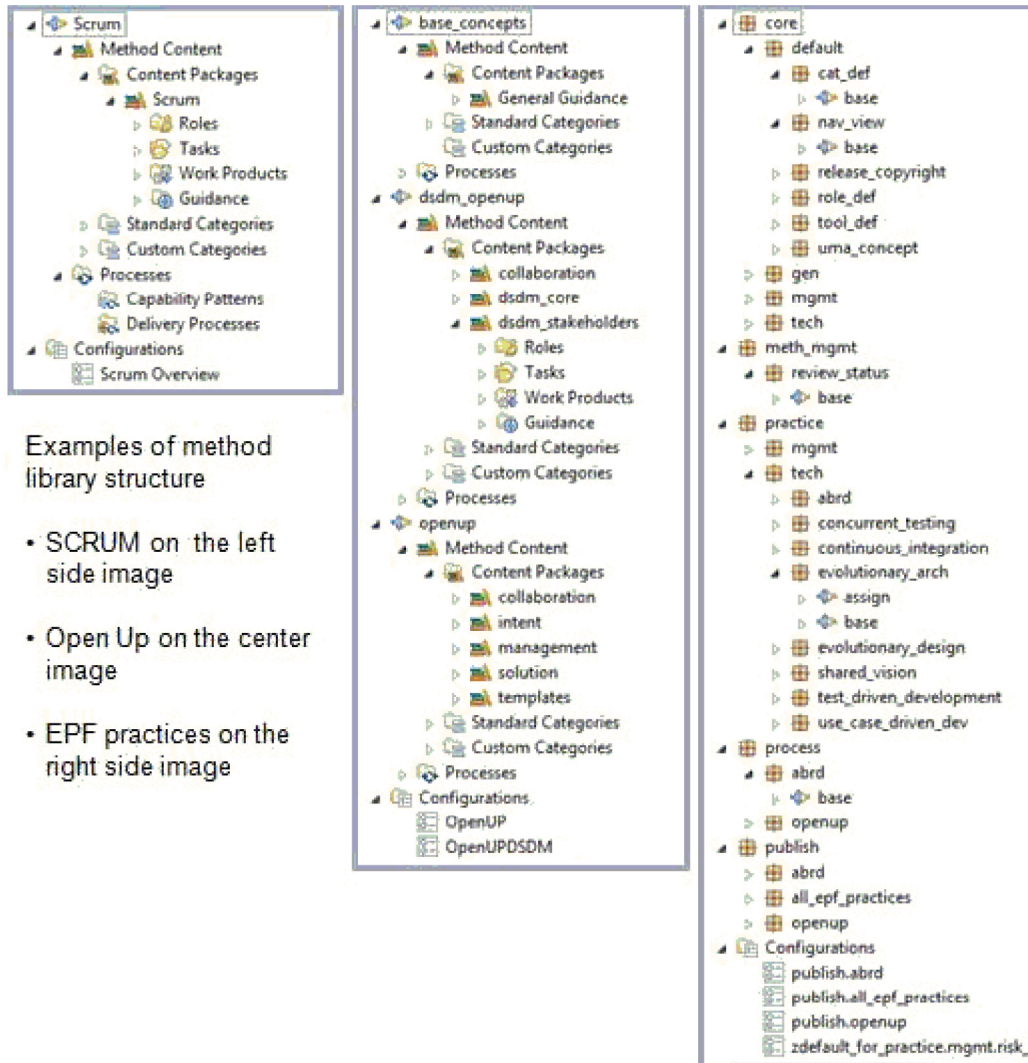 Scrum
Method Content
Content Packages
Scrum
Roles
Tasks
Work Products
Guidance
Standard Categories
Custom Categories
Processes
Capability Patterns
Delivery Processes
Configurations
Scrum Overview
Examples of method
library structure
• SCRUM on the left
side image
• Open Up on the center
image
• EPF practices on the
right side image
base_concepts
Method Content
Content Packages
General Guidance
Standard Categories
Custom Categories
Processes
dsdm_openup
Method Content
Content Packages
collaboration
dsdm_core
dsdm_stakeholders
Roles
Tasks
Work Products
Guidance
Standard Categories
Custom Categories
Processes
openup
Method Content
Content Packages
collaboration
intent
management
solution
templates
Standard Categories
Custom Categories
Processes
Configurations
OpenUP
OpenUPDSDM
core
default
cat_def
base
nav_view
base
release_copyright
role_def
tool_def
uma_concept
gen
mgmt
tech
meth_mgmt
review_status
base
practice
mgmt
tech
abrd
concurrent_testing
continuous_integration
evolutionary_arch
assign
base
evolutionary_design
shared_vision
test_driven_development
use_case_driven_dev
process
abrd
base
openup
publish
abrd
all_epf_practices
openup
Configurations
publish.abrd
publish.all_epf_practices
publish.openup
zdefault_for_practice.mgmt.risk_